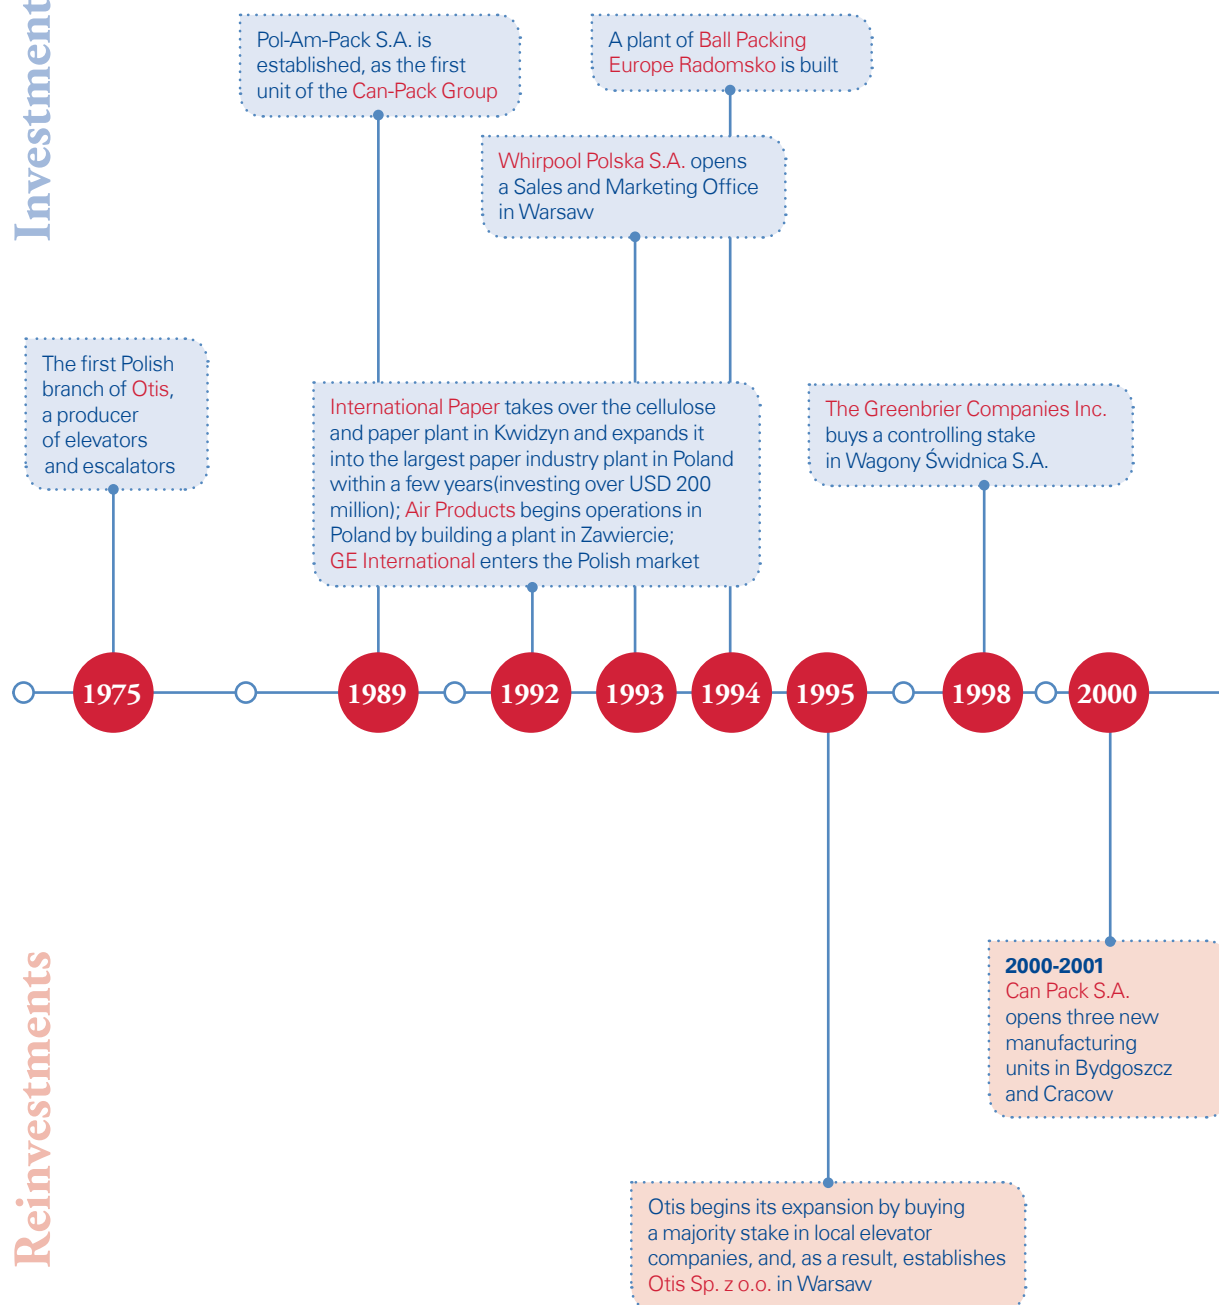 Investment
Pol-Am-Pack S.A. is
established, as the first
unit of the Can-Pack Group
A plant of Ball Packing
Europe Radomsko is built
Whirpool Polska S.A. opens
a Sales and Marketing Office
in Warsaw
The first Polish
branch of Otis,
a producer
of elevators
and escalators
International Paper takes over the cellulose
and paper plant in Kwidzyn and expands it
into the largest paper industry plant in Poland
within a few years(investing over USD 200
million); Air Products begins operations in
Poland by building a plant in Zawiercie;
GE International enters the Polish market
The Greenbrier Companies Inc.
buys a controlling stake
in Wagony Świdnica S.A.
1975
1989
1992
1993
1994
1995
1998
2000
Reinvestments
2000-2001
Can Pack S.A.
opens three new
manufacturing
units in Bydgoszcz
and Cracow
Otis begins its expansion by buying
a majority stake in local elevator
companies, and, as a result, establishes
Otis Sp. z o.o. in Warsaw